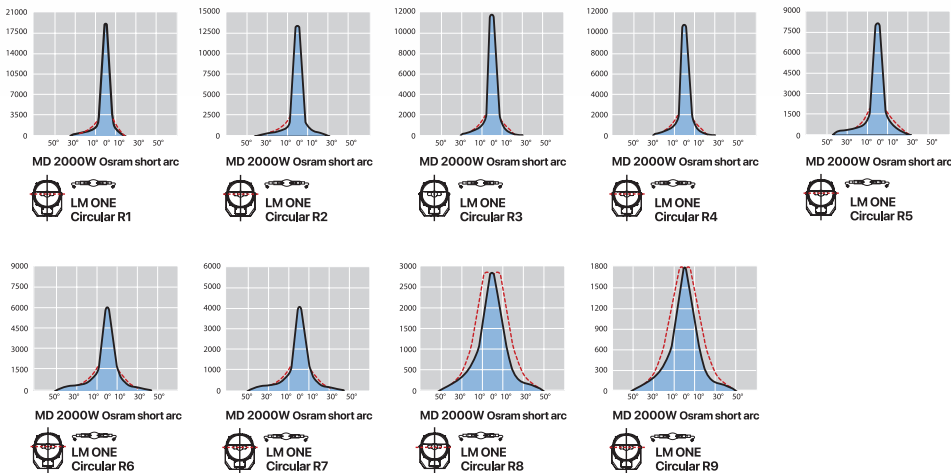 21000
17500
14000
10500
7000
3500
0
50° 30° 10° 0° 10° 30° 50°
MD 2000W Osram short arc
LM ONE
Circular R1
15000
12500
10000
7500
5000
2500
0
50° 30° 10° 0° 10° 30° 50°
MD 2000W Osram short arc
LM ONE
Circular R2
12000
10000
8000
6000
4000
2000
0
50° 30° 10° 0° 10° 30° 50°
MD 2000W Osram short arc
LM ONE
Circular R3
12000
10000
8000
6000
4000
2000
0
50° 30° 10° 0° 10° 30° 50°
MD 2000W Osram short arc
LM ONE
Circular R4
9000
7500
6000
4500
3000
1500
0
50° 30° 10° 0° 10° 30° 50°
MD 2000W Osram short arc
LM ONE
Circular R5
9000
7500
6000
4500
3000
1500
0
50° 30° 10° 0° 10° 30° 50°
MD 2000W Osram short arc
LM ONE
Circular R6
6000
5000
4000
3000
2000
1000
0
50° 30° 10° 0° 10° 30° 50°
MD 2000W Osram short arc
LM ONE
Circular R7
3000
2500
2000
1500
1000
500
0
50° 30° 10° 0° 10° 30° 50°
MD 2000W Osram short arc
LM ONE
Circular R8
1800
1500
1200
900
600
300
0
50° 30° 10° 0° 10° 30° 50°
MD 2000W Osram short arc
LM ONE
Circular R9